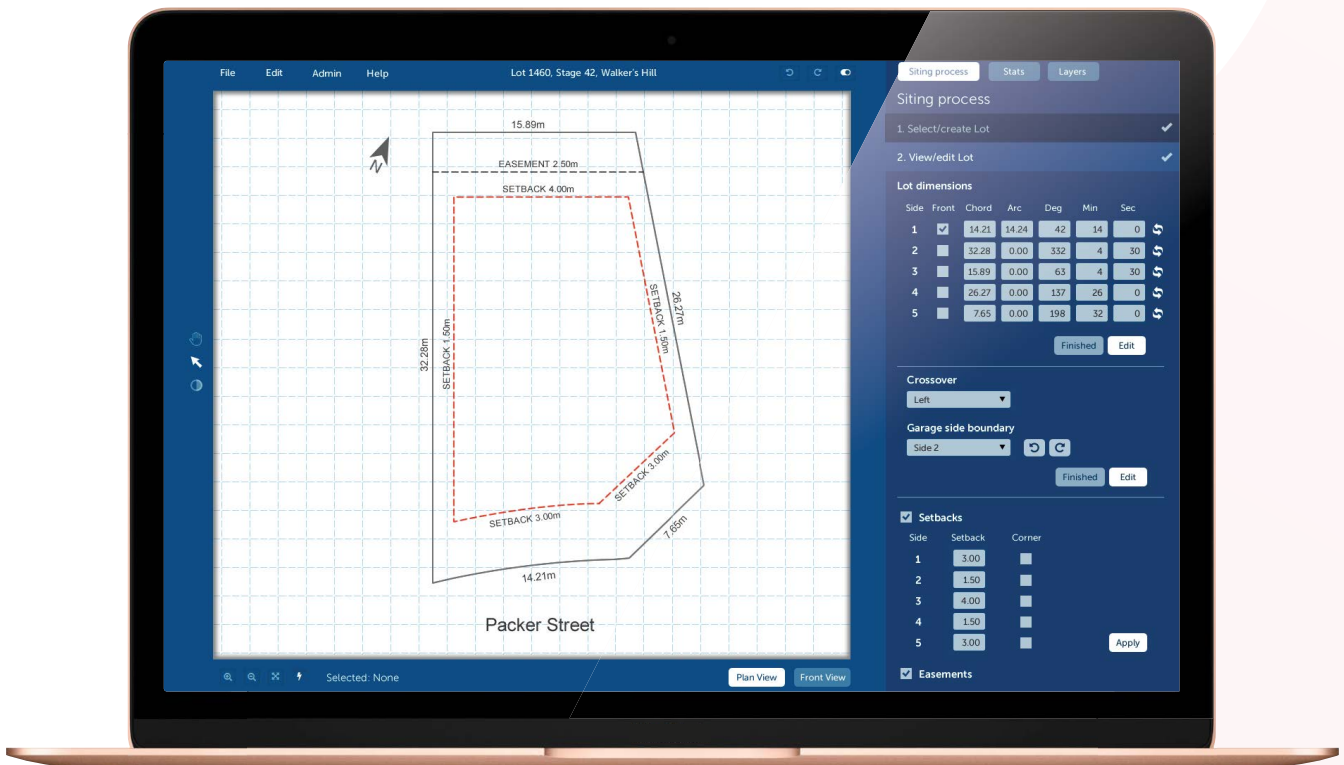 File Edit Admin Help Lot 1460, Stage 42, Walker's Hill
15.89m
N
EASEMENT 2.50m
SETBACK 4.00m
SETBACK 1.50m
26.27m
32.28m
SETBACK 1.50m
SETBACK 3.00m
SETBACK 3.00m
7.65m
14.21m
Packer Street
Selected: None Plan View Front View
Siting process Stats Layers
Siting process
1. Select/create Lot
2. View/edit Lot
Lot dimensions
Side Front Chord Arc Deg Min Sec
1 14.21 14.24 42 14 0
2 32.28 0.00 332 4 30
3 15.89 0.00 63 4 30
4 26.27 0.00 137 26 0
5 7.65 0.00 198 32 0
Finished Edit
Crossover
Left
Garage side boundary
Side 2
Finished Edit
Setbacks
Side Setback Corner
1 3.00
2 1.50
3 4.00
4 1.50
5 3.00 Apply
Easements